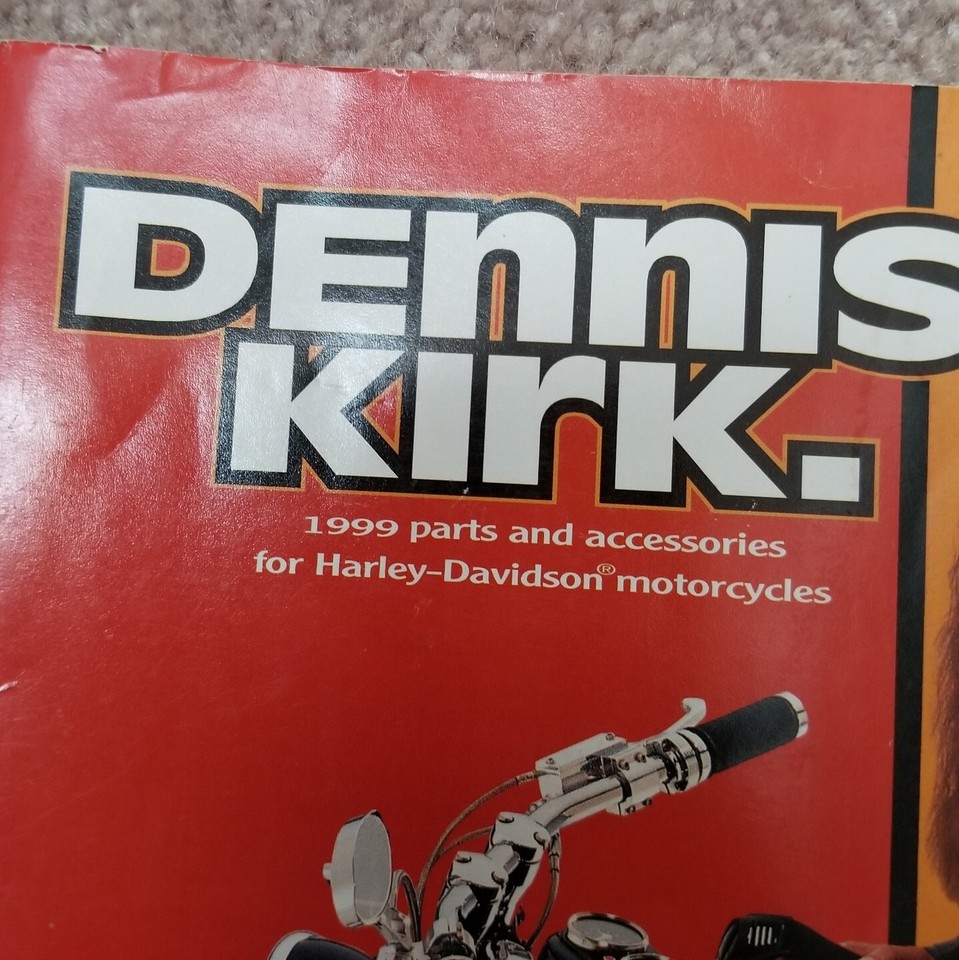 DENNIS
KIRK.
1999 parts and accessories
for Harley–Davidson® motorcycles